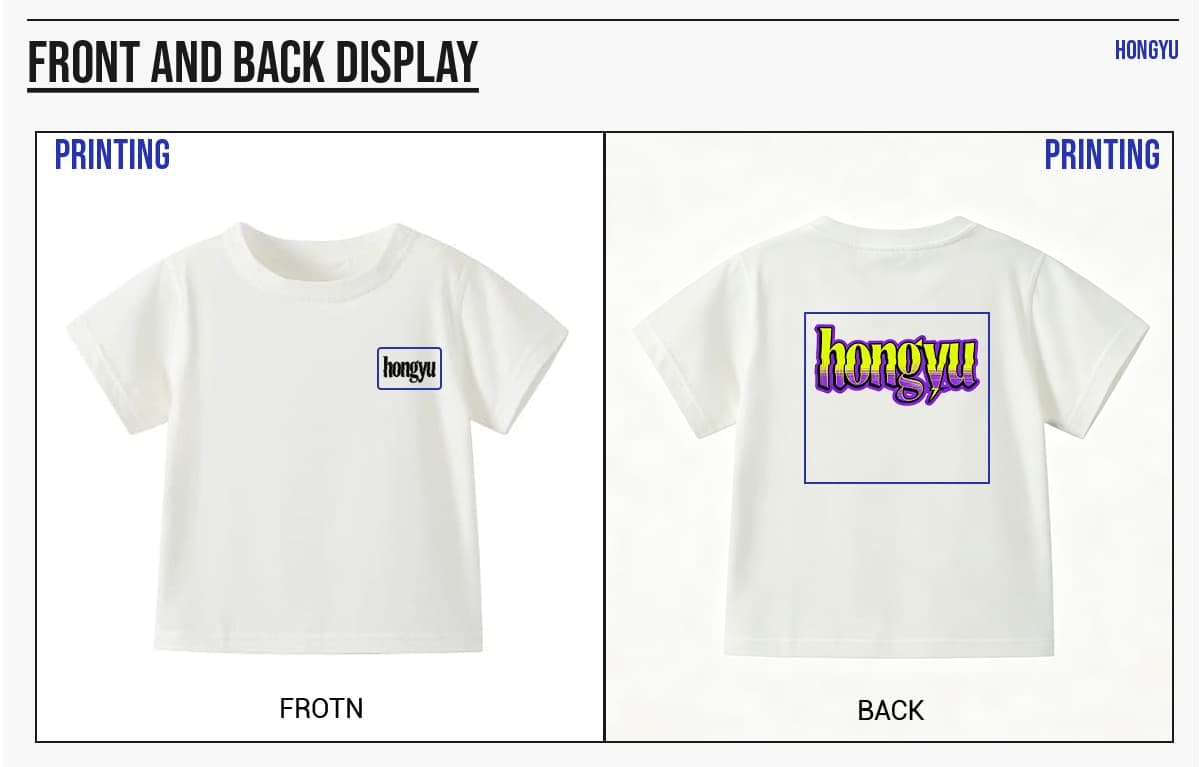 FRONT AND BACK DISPLAY
HONGYU
PRINTING
PRINTING
hongyu
hongyu
FROTN
BACK